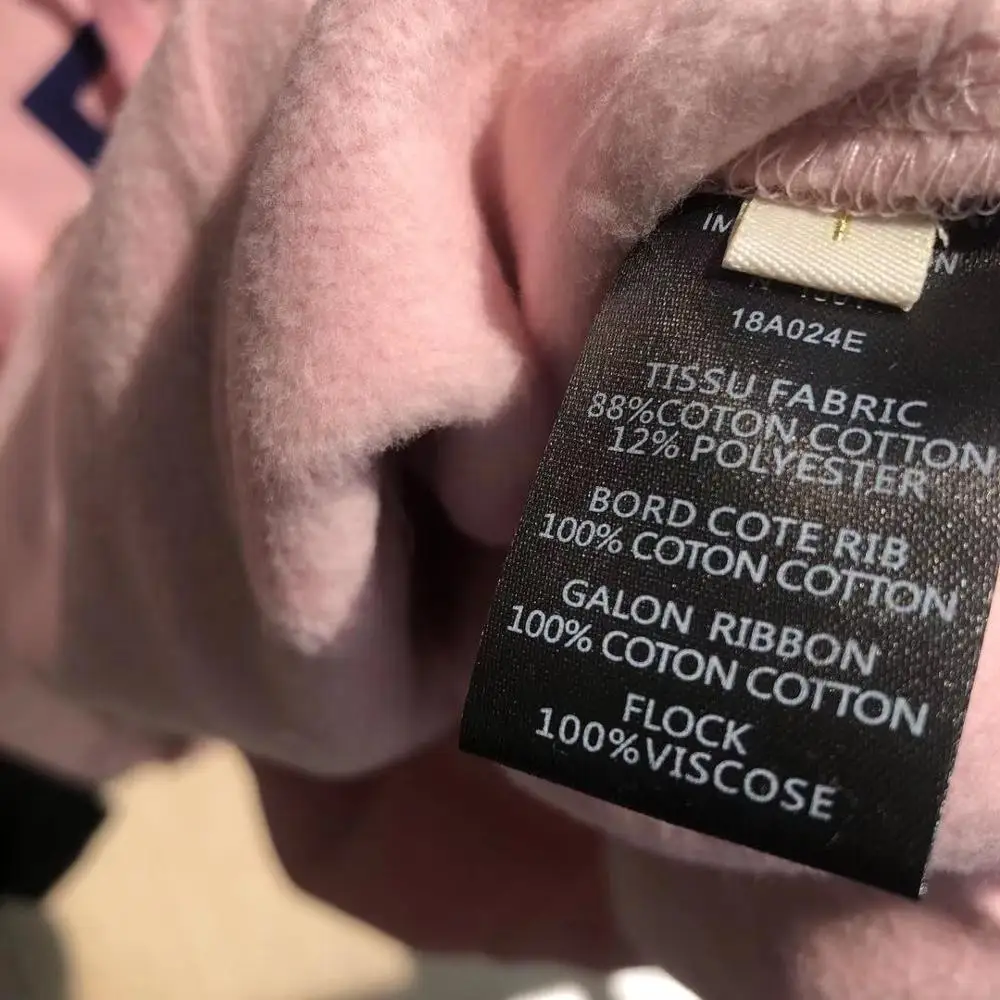 18A024E
TISSU FABRIC
88%COTON COTTON
12% POLYESTER
BORD COTE RIB
100% COTON COTTON
GALON RIBBON
100% COTON COTTON
FLOCK
100%VISCOSE